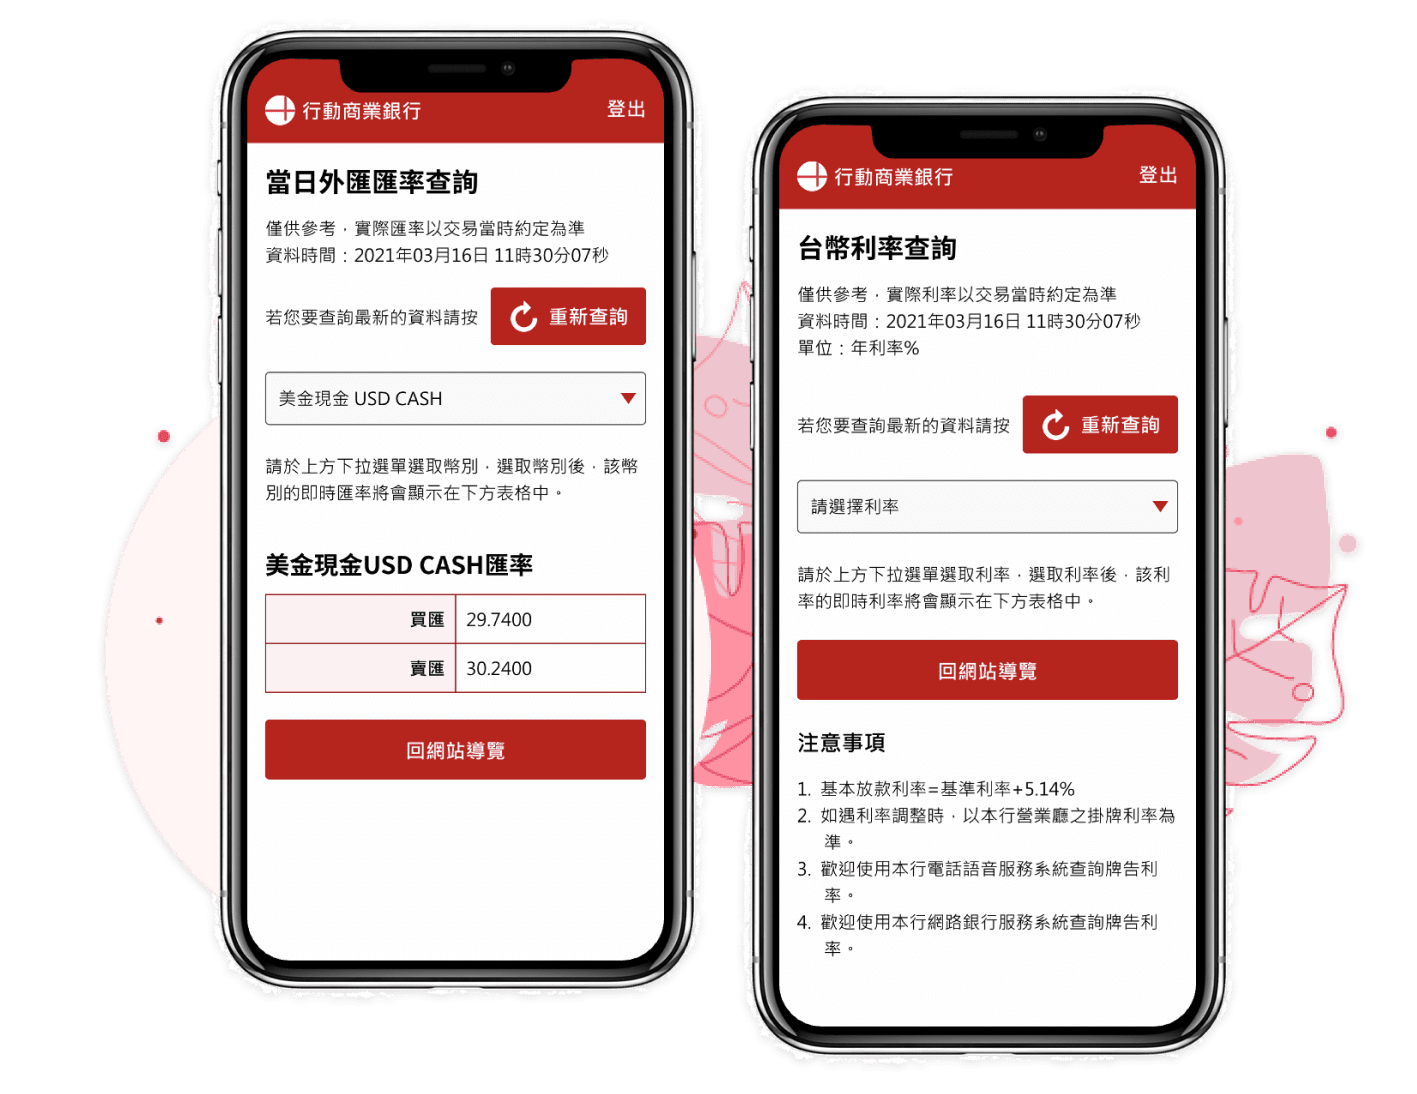 行動商業銀行 登出
當日外匯匯率查詢
僅供參考，實際匯率以交易當時約定為準
資料時間：2021年03月16日 11時30分07秒
若您要查詢最新的資料請按 重新查詢
美金現金 USD CASH
請於上方下拉選單選取幣別，選取幣別後，該幣
別的即時匯率將會顯示在下方表格中。
美金現金USD CASH匯率
買匯 29.7400
賣匯 30.2400
回網站導覽
行動商業銀行 登出
台幣利率查詢
僅供參考，實際利率以交易當時約定為準
資料時間：2021年03月16日 11時30分07秒
單位：年利率%
若您要查詢最新的資料請按 重新查詢
請選擇利率
請於上方下拉選單選取利率，選取利率後，該利
率的即時利率將會顯示在下方表格中。
回網站導覽
注意事項
1. 基本放款利率=基準利率+5.14%
2. 如遇利率調整時，以本行營業廳之掛牌利率為
準。
3. 歡迎使用本行電話語音服務系統查詢牌告利
率。
4. 歡迎使用本行網路銀行服務系統查詢牌告利
率。